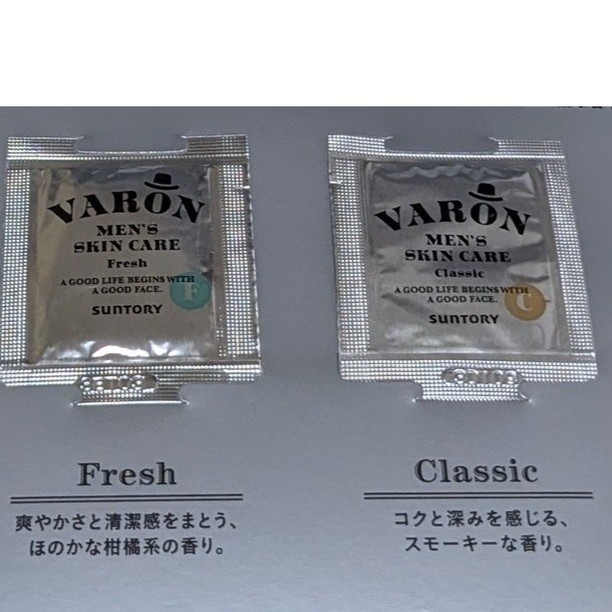 VARON
MEN'S
SKIN CARE
Fresh
A GOOD LIFE BEGINS WITH
A GOOD FACE.
F
SUNTORY
VARON
MEN'S
SKIN CARE
Classic
A GOOD LIFE BEGINS WITH
A GOOD FACE.
C
SUNTORY
Fresh
爽やかさと清潔感をまとう、
ほのかな柑橘系の香り。
Classic
コクと深みを感じる、
スモーキーな香り。